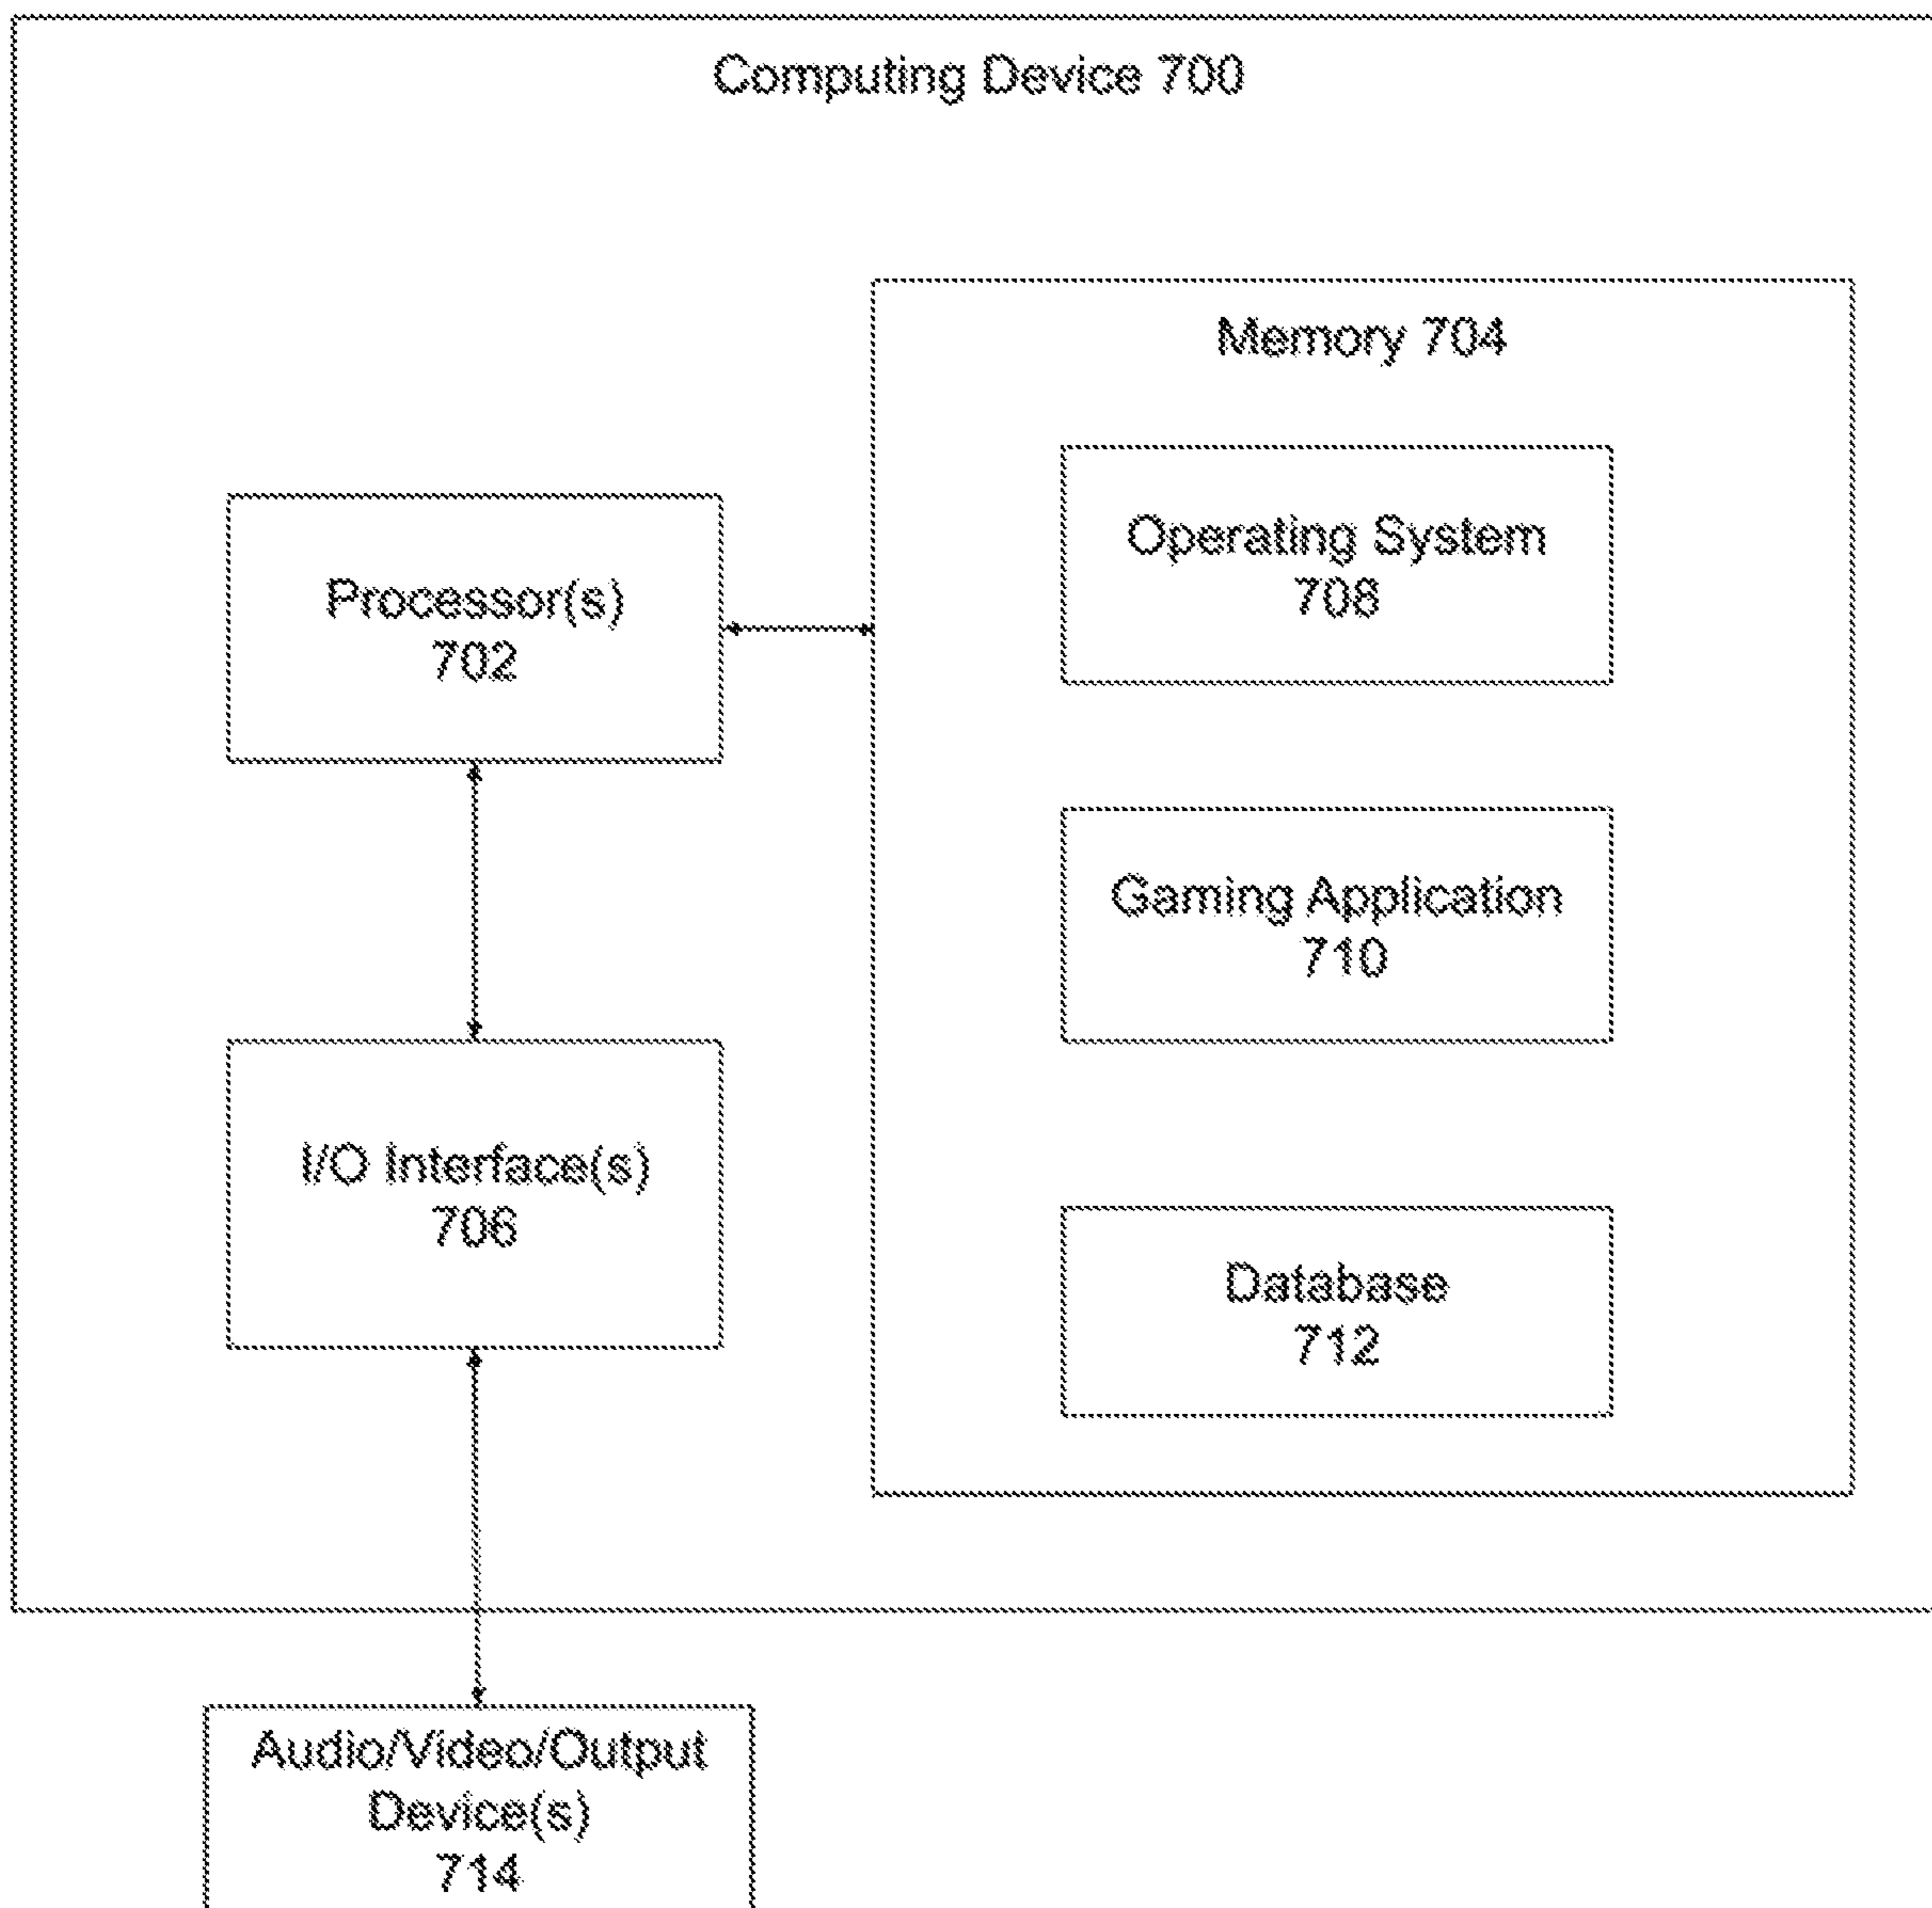 Computing Device 700
Memory 704
Operating System
708
Processor(s)
702
Gaming Application
710
I/O Interface(s)
706
Database
712
Audio/Video/Output
Device(s)
714